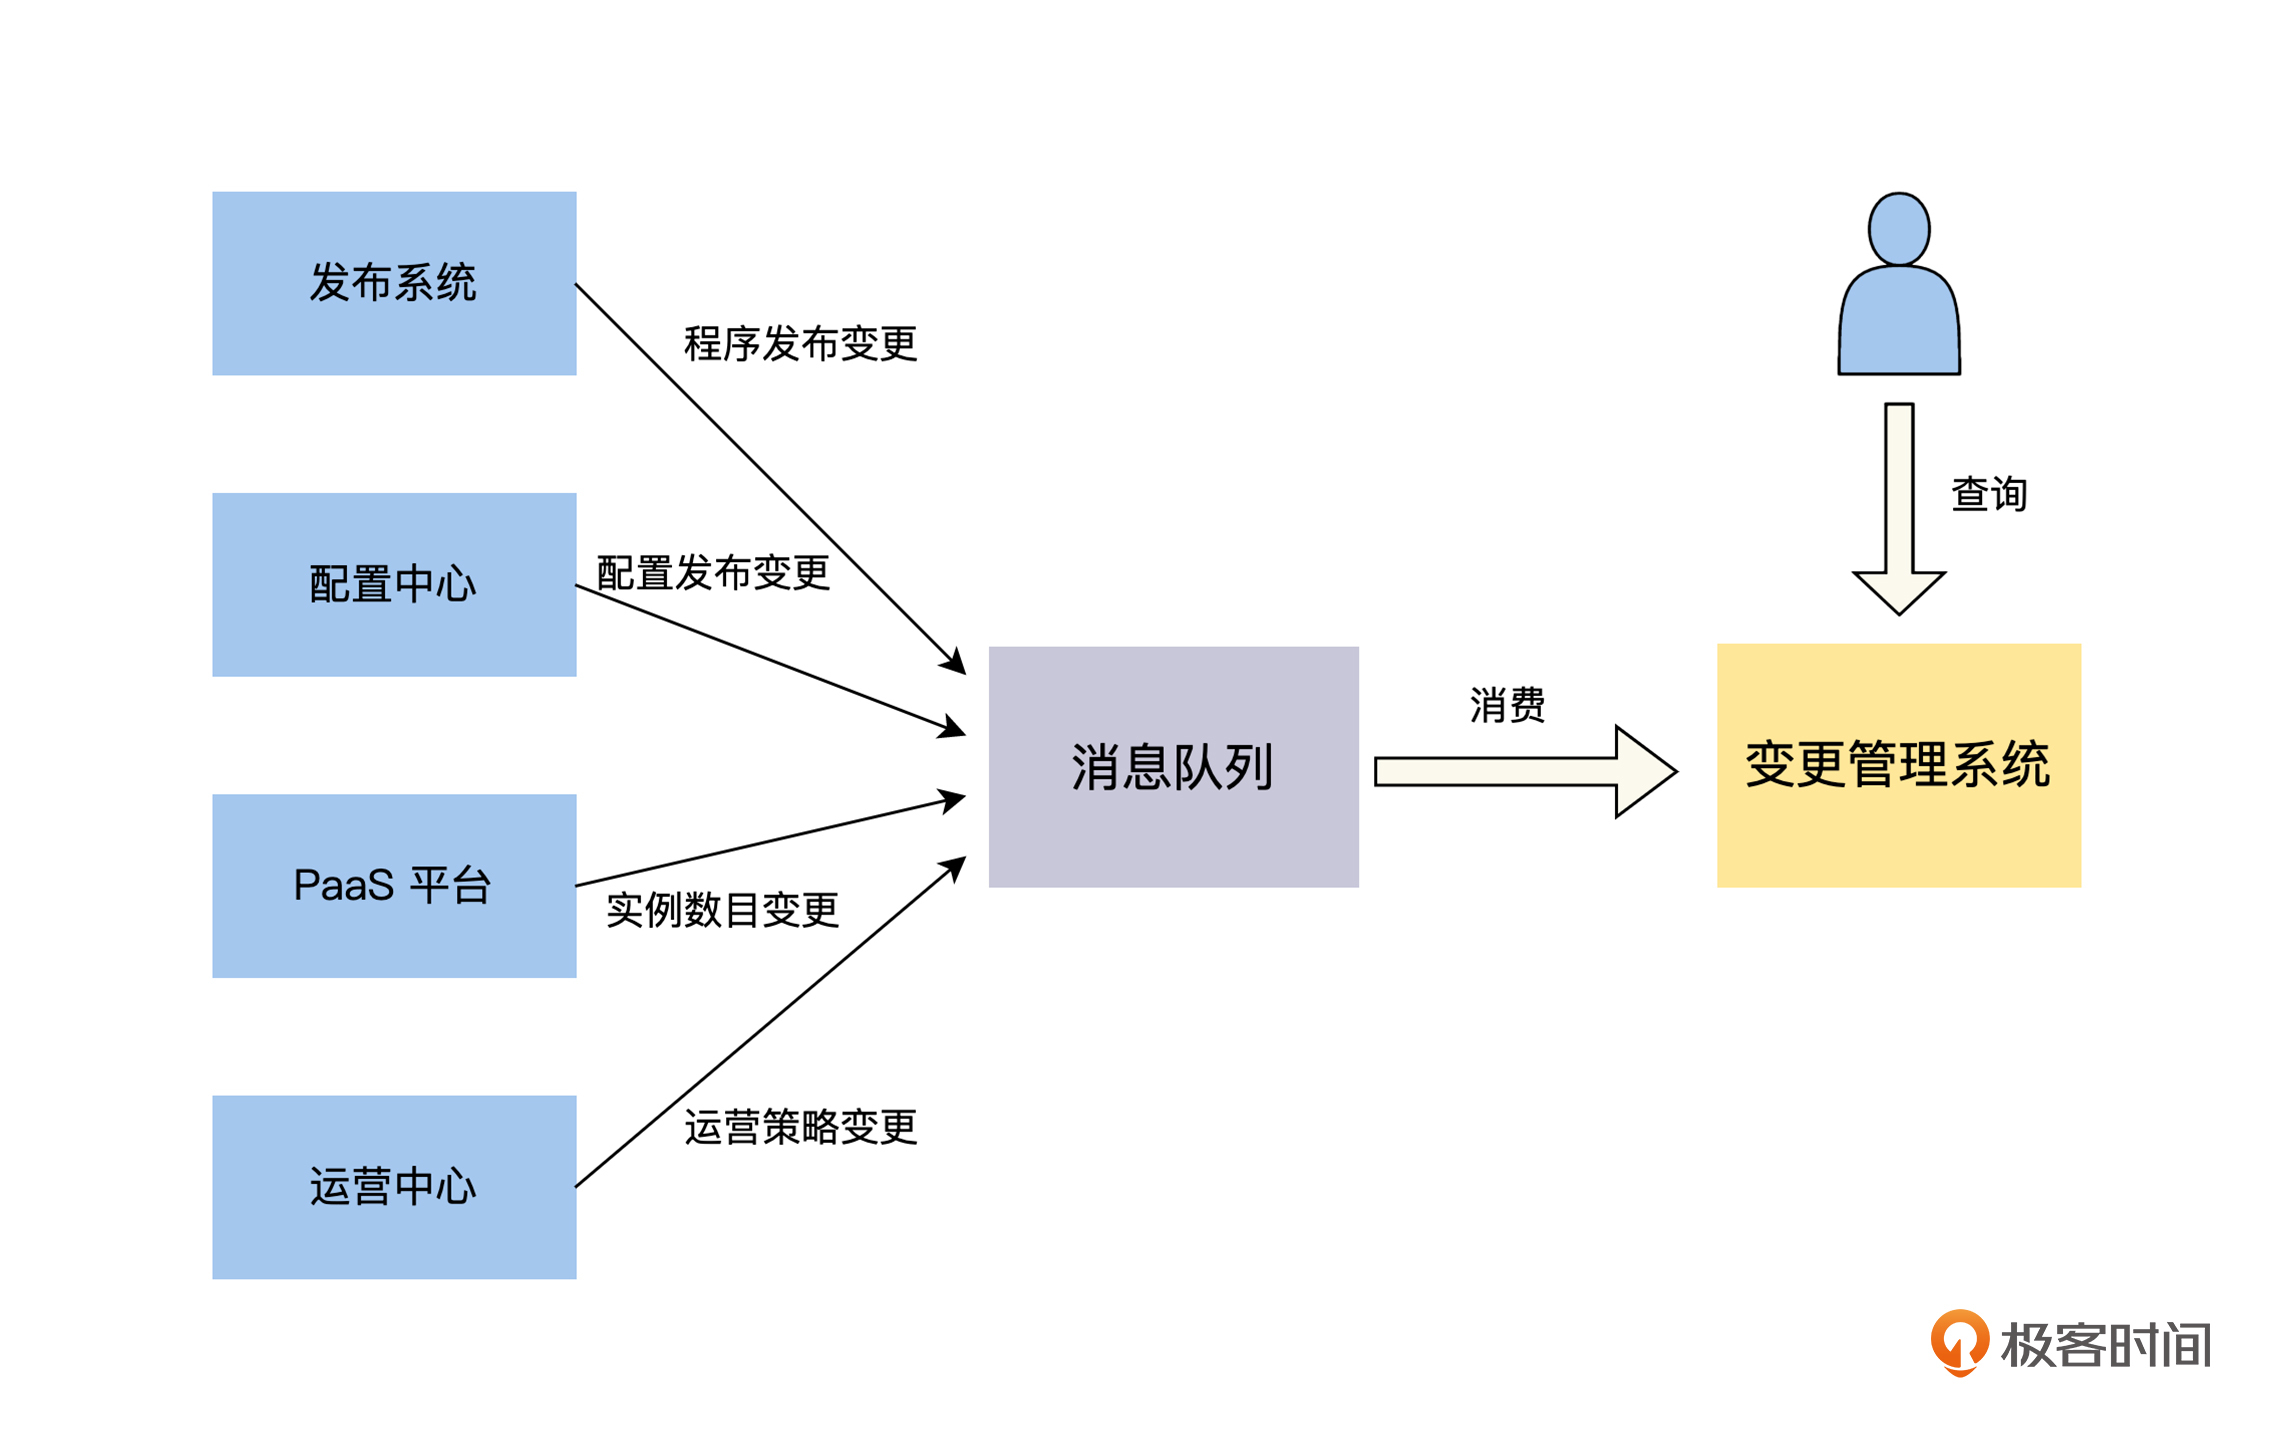 发布系统
程序发布变更
配置中心
配置发布变更
查询
消息队列
消费
变更管理系统
PaaS 平台
实例数目变更
运营中心
运营策略变更
极客时间